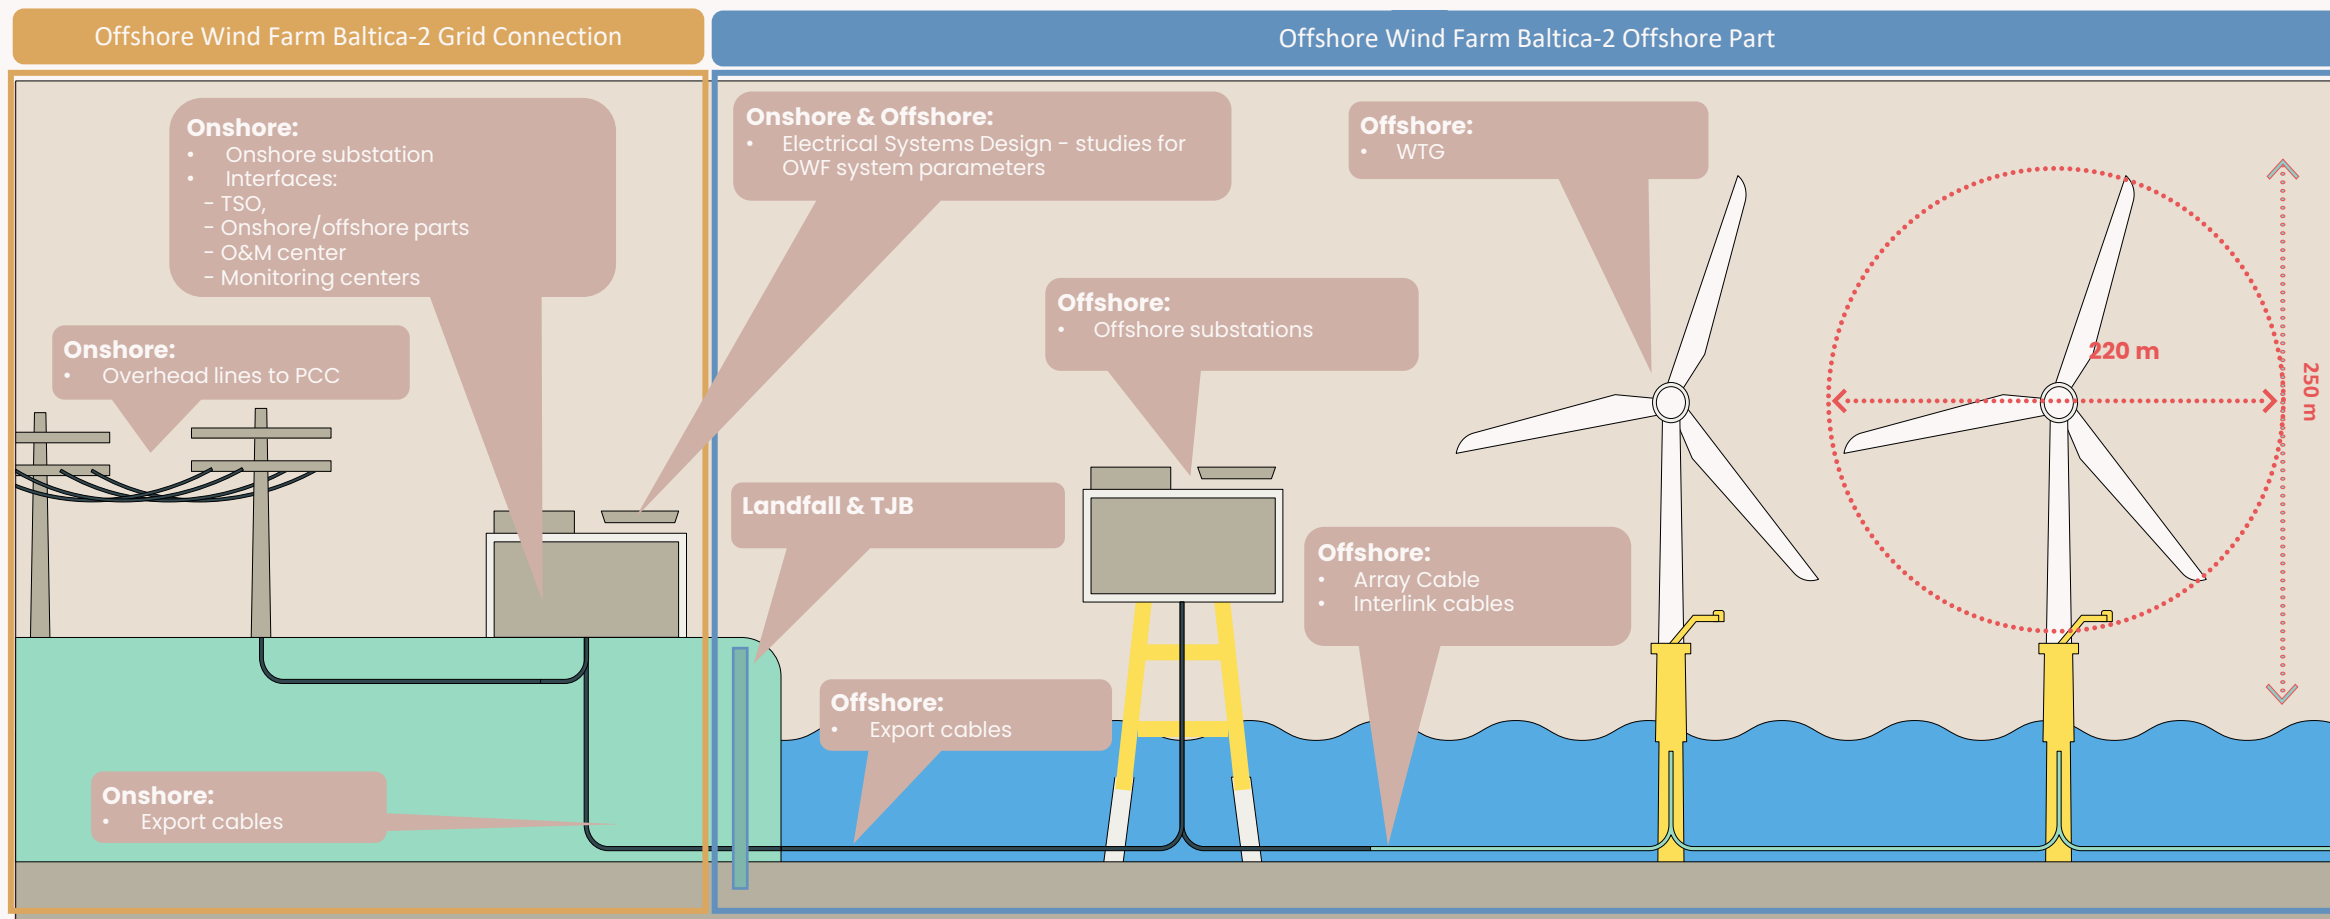 Offshore Wind Farm Baltica-2 Grid Connection
Offshore Wind Farm Baltica-2 Offshore Part
Onshore:
• Onshore substation
• Interfaces:
- TSO,
- Onshore/offshore parts
- O&M center
- Monitoring centers
Onshore & Offshore:
• Electrical Systems Design - studies for
OWF system parameters
Offshore:
• WTG
Offshore:
• Offshore substations
Onshore:
• Overhead lines to PCC
220 m
250 m
Landfall & TJB
Offshore:
• Array Cable
• Interlink cables
Offshore:
• Export cables
Onshore:
• Export cables